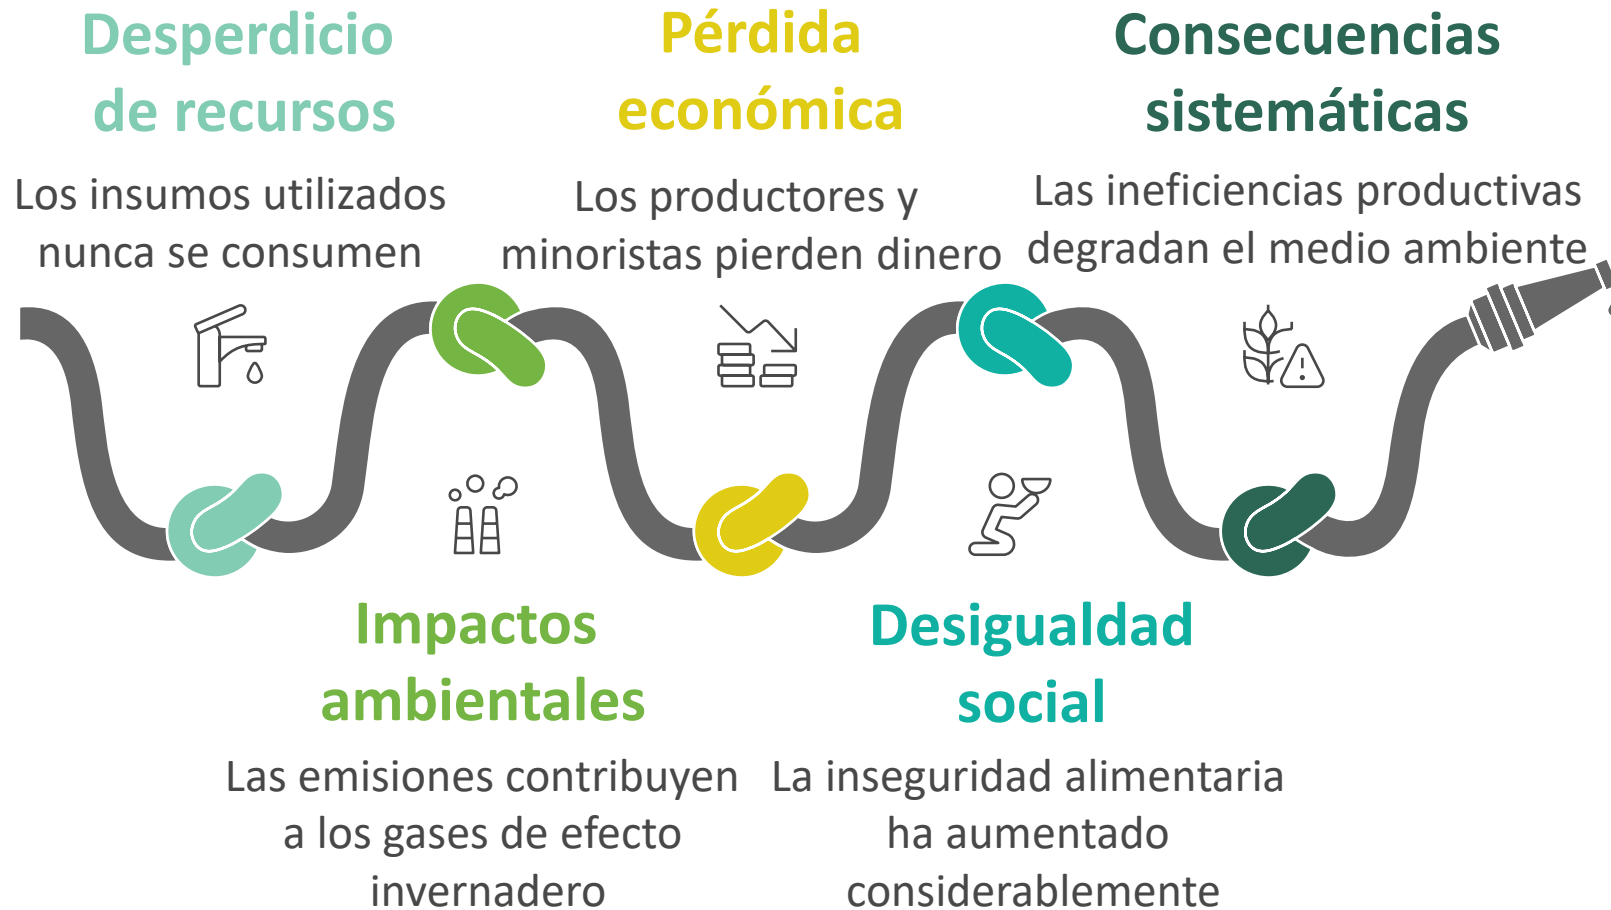 Desperdicio
de recursos
Los insumos utilizados
nunca se consumen
Pérdida
económica
Los productores y
minoristas pierden dinero
Consecuencias
sistemáticas
Las ineficiencias productivas
degradan el medio ambiente
Impactos
ambientales
Las emisiones contribuyen
a los gases de efecto
invernadero
Desigualdad
social
La inseguridad alimentaria
ha aumentado
considerablemente